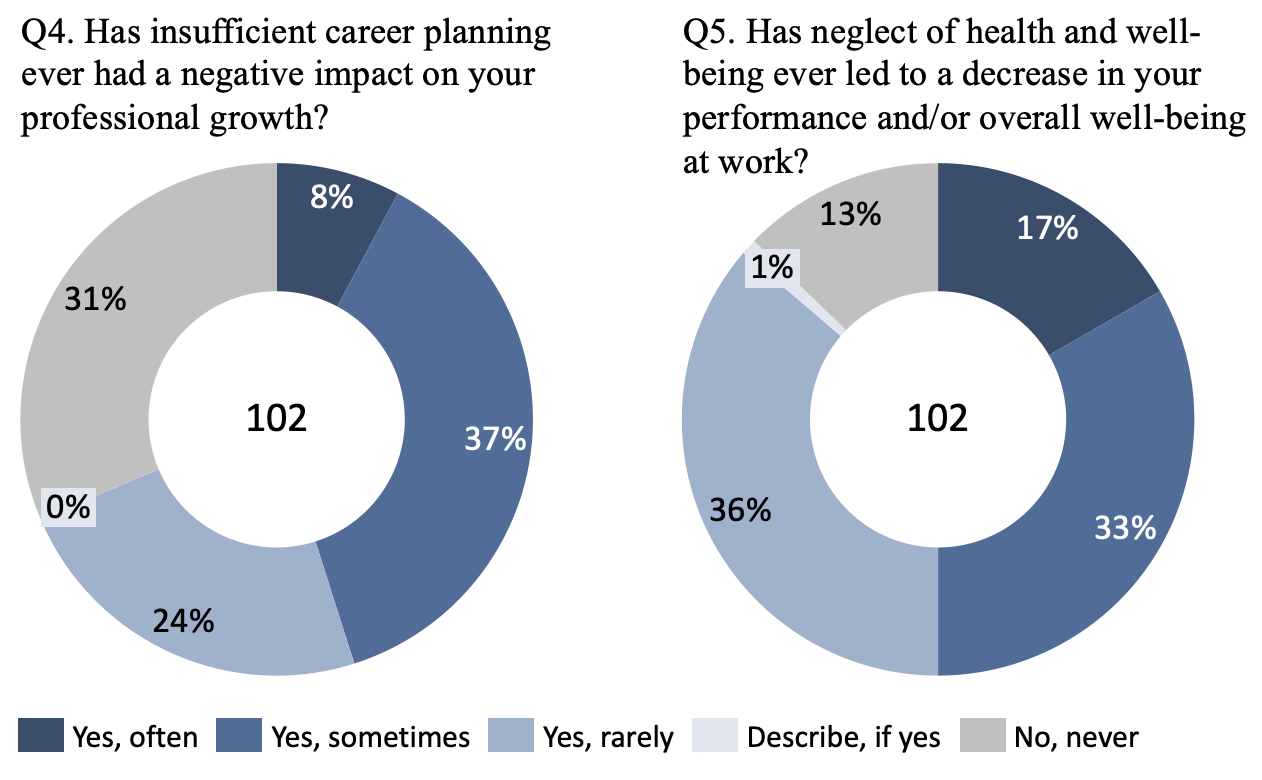 Q4. Has insufficient career planning
ever had a negative impact on your
professional growth?
8%
37%
24%
0%
31%
102
Q5. Has neglect of health and well-
being ever led to a decrease in your
performance and/or overall well-being
at work?
17%
33%
36%
1%
13%
102
Yes, often
Yes, sometimes
Yes, rarely
Describe, if yes
No, never